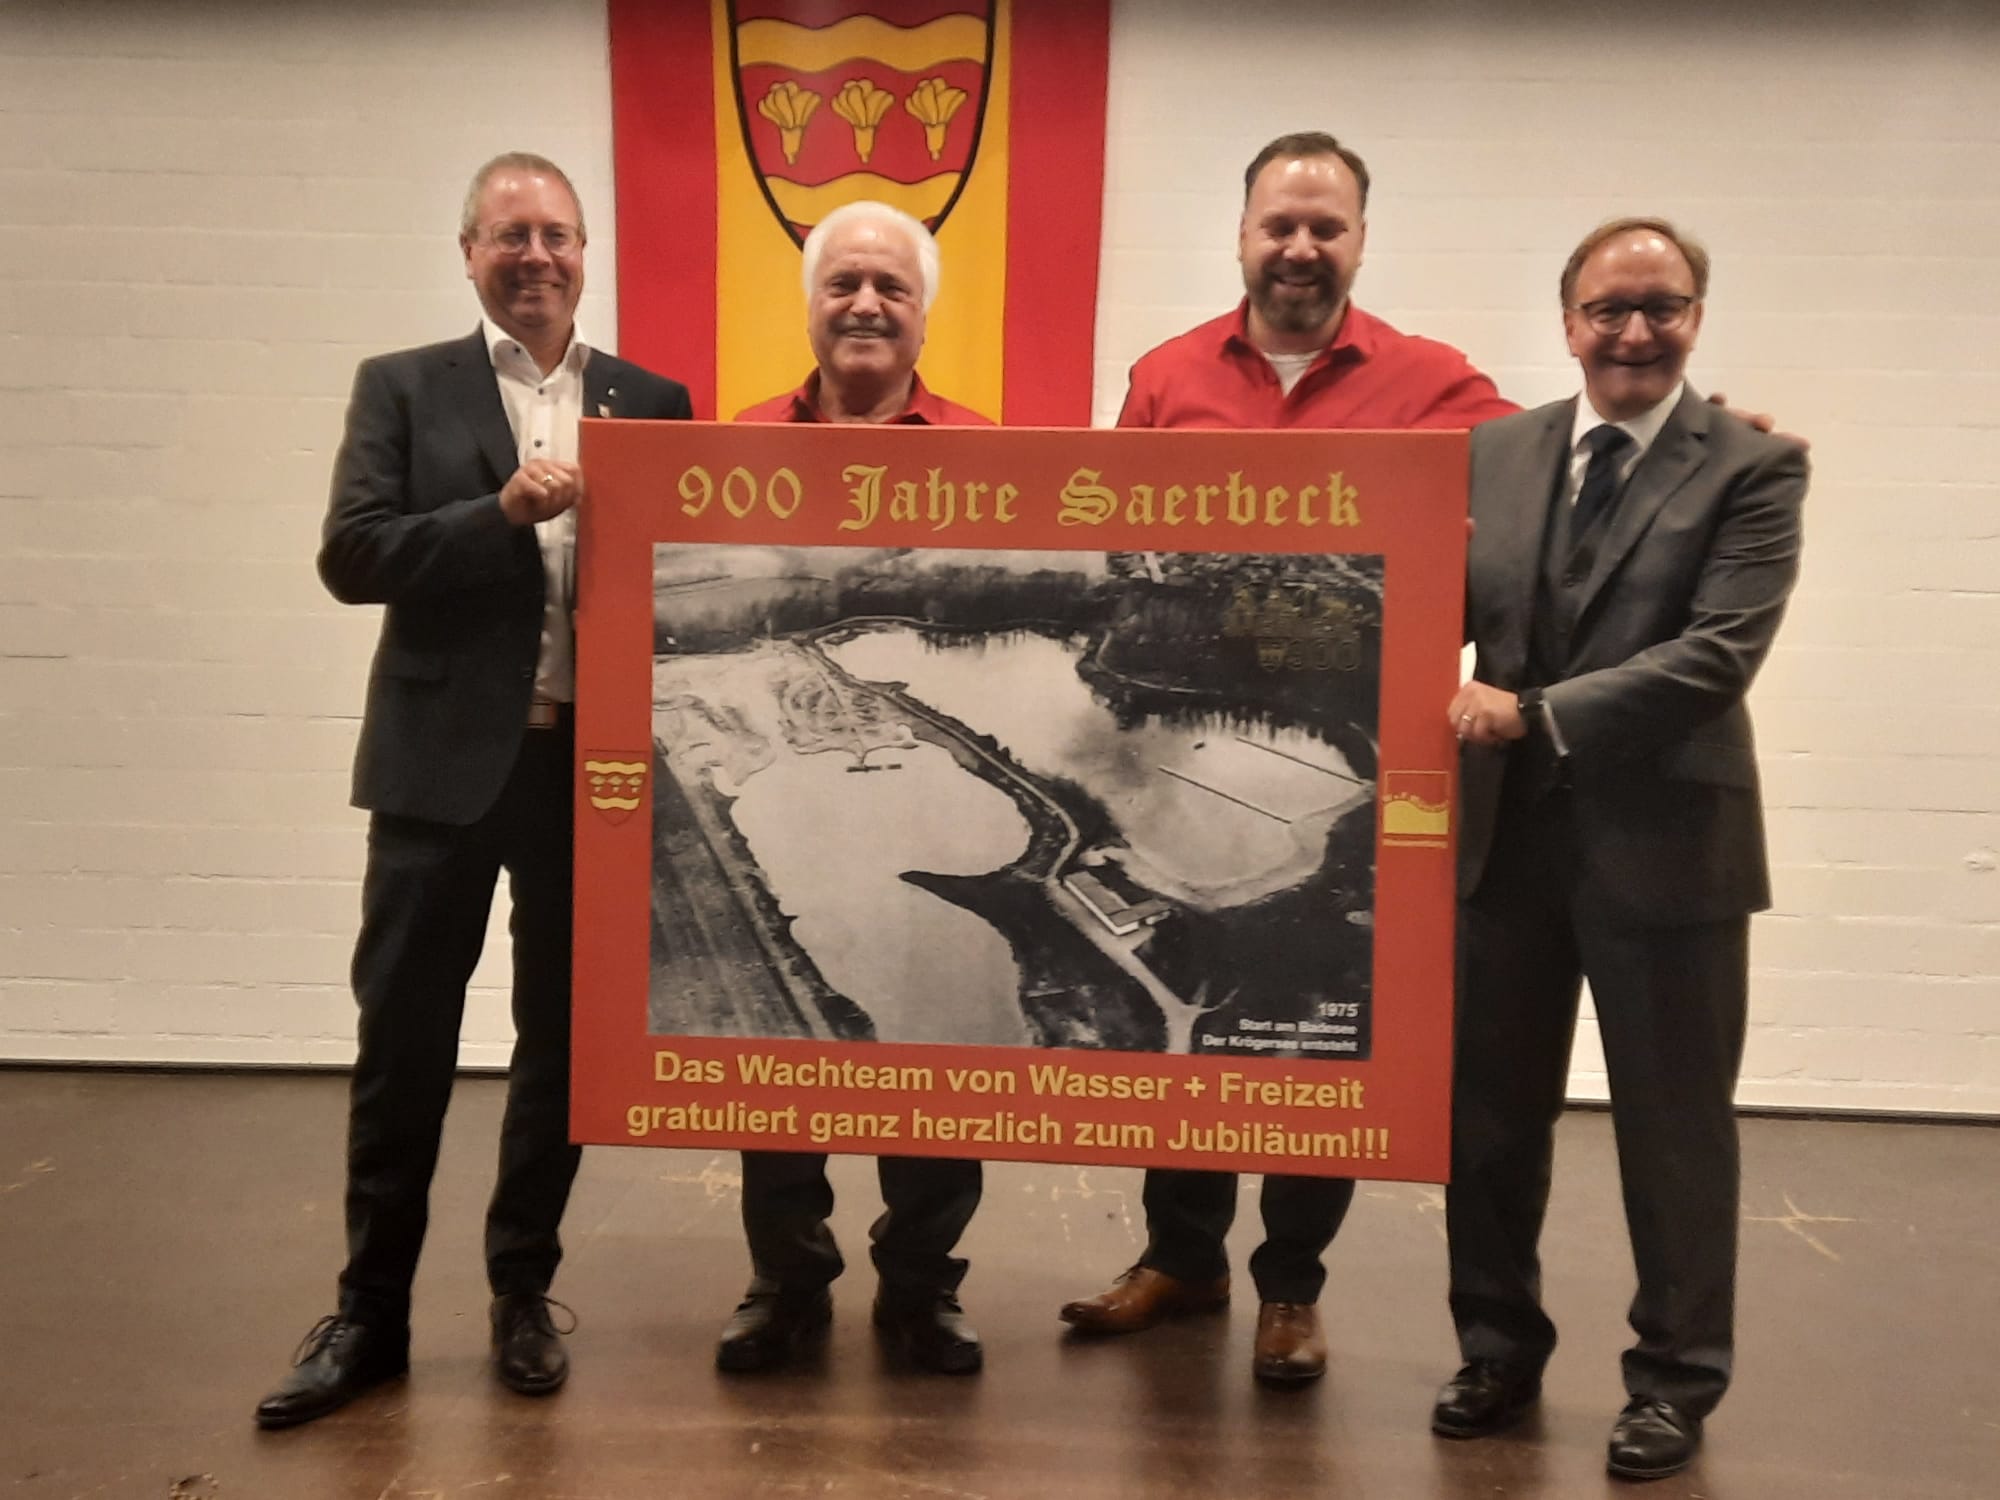 900 Jahre Saerbeck
900
1975
Start am Badesee
Der Krögersee entsteht
Das Wachteam von Wasser + Freizeit
gratuliert ganz herzlich zum Jubiläum!!!